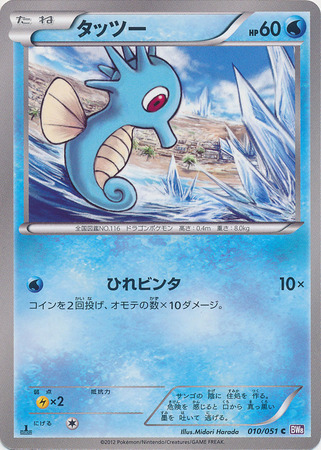 たね
タッツー
HP60
全国図鑑NO.116 ドラゴンポケモン 高さ:0.4m 重さ:8.0kg
ひれビンタ 10×
コインを2回投げ、オモテの数×10ダメージ。
弱点 抵抗力
×2
にげる
サンゴの 陰に 住処を 作る。
危険を 感じると 口から 真っ黒い
墨を 吐いて 逃げる。
1 BW8 010/051 C
Illus.Midori Harada
©2012 Pokémon/Nintendo/Creatures/GAME FREAK.